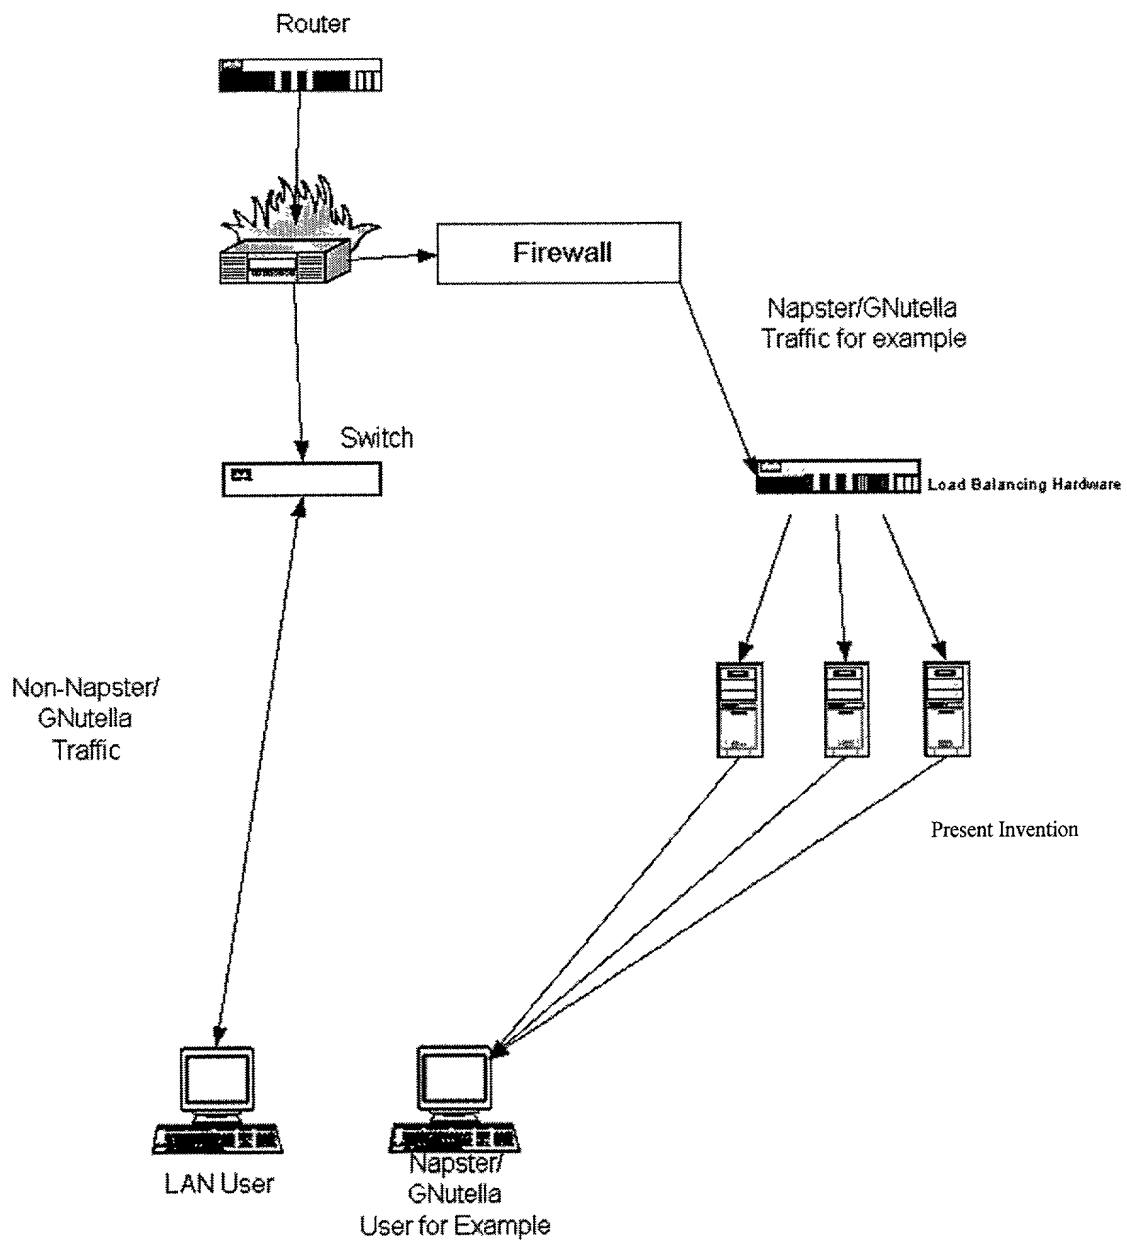 Router
Firewall
Napster/GNutella
Traffic for example
Switch
Load Balancing Hardware
Non-Napster/
GNutella
Traffic
Present Invention
LAN User
Napster/
GNutella
User for Example